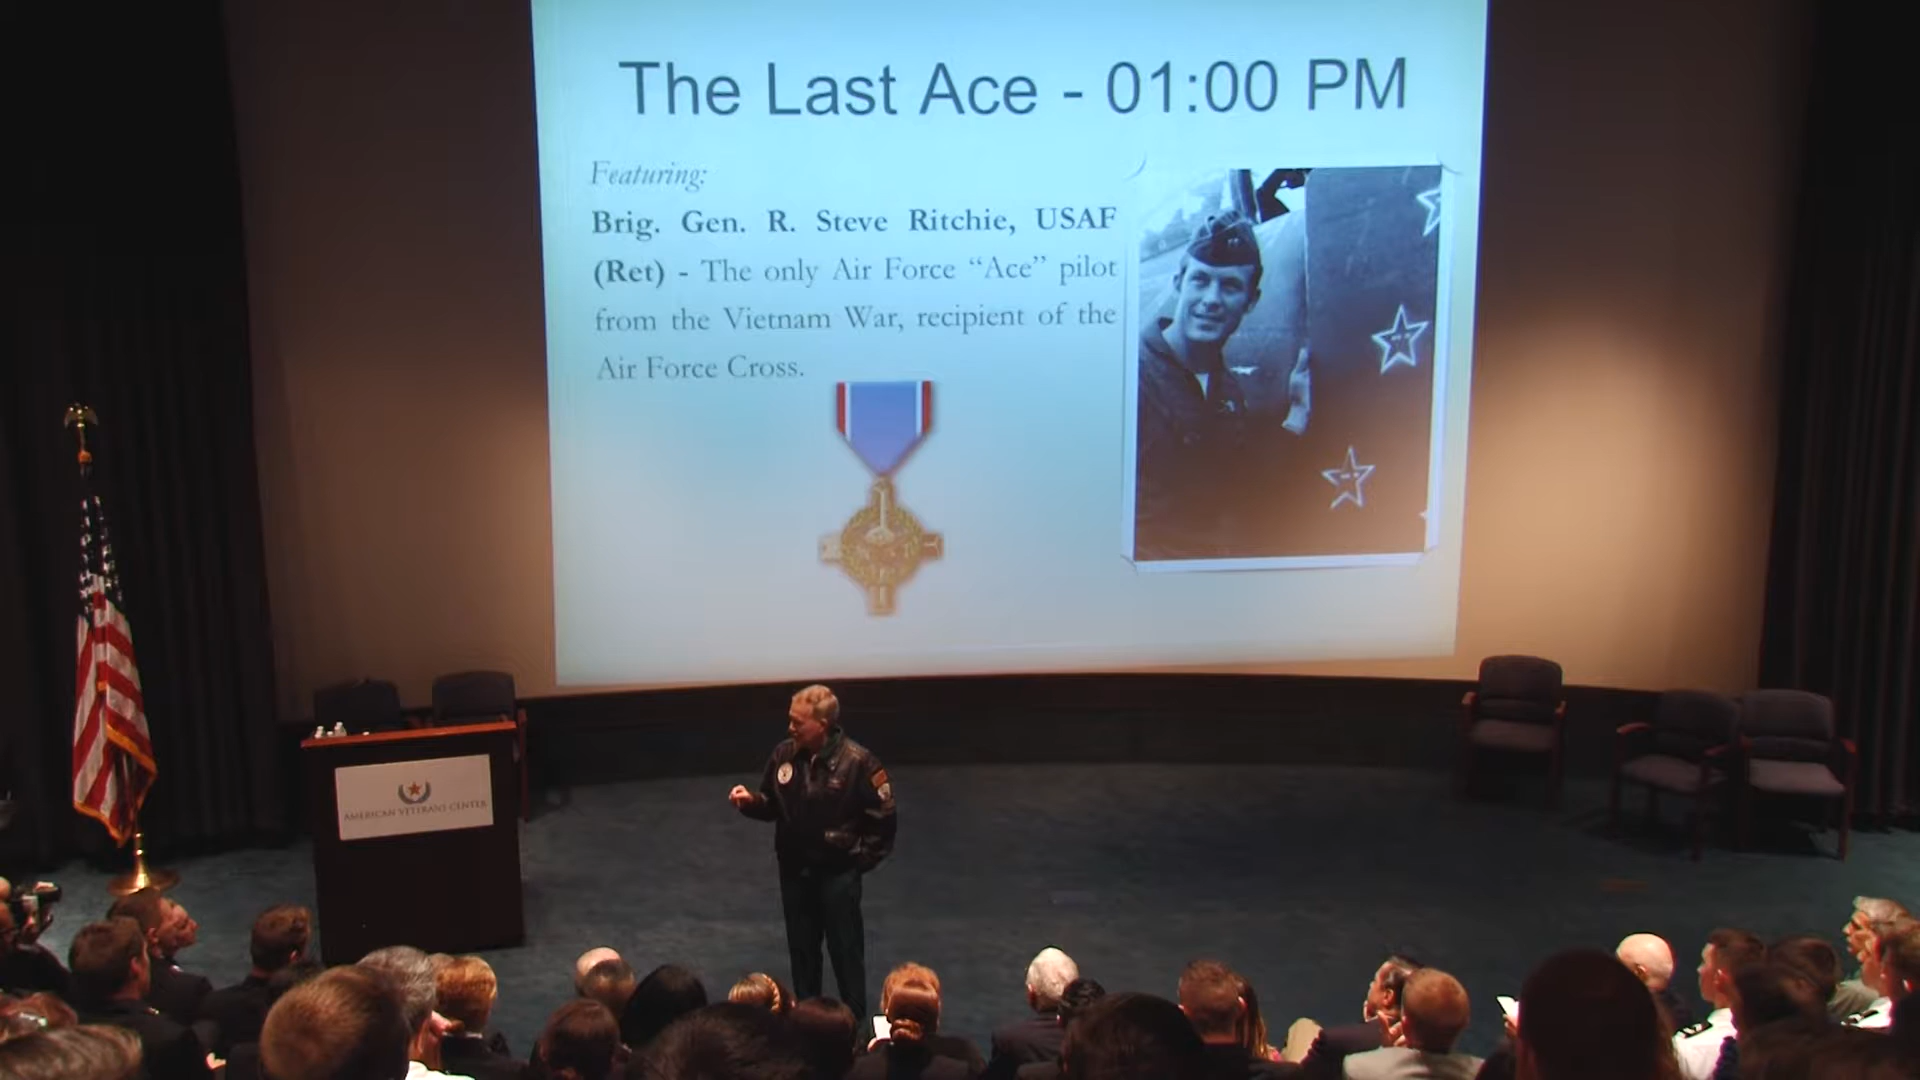 The Last Ace - 01:00 PM
Featuring:
Brig. Gen. R. Steve Ritchie, USAF
(Ret) - The only Air Force “Ace” pilot
from the Vietnam War, recipient of the
Air Force Cross.
AMERICAN VETERANS CENTER